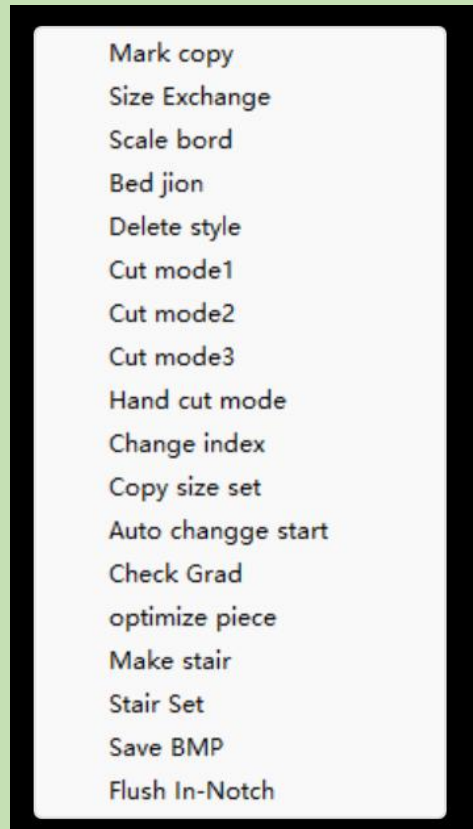 Mark copy
Size Exchange
Scale bord
Bed jion
Delete style
Cut mode1
Cut mode2
Cut mode3
Hand cut mode
Change index
Copy size set
Auto changge start
Check Grad
optimize piece
Make stair
Stair Set
Save BMP
Flush In-Notch